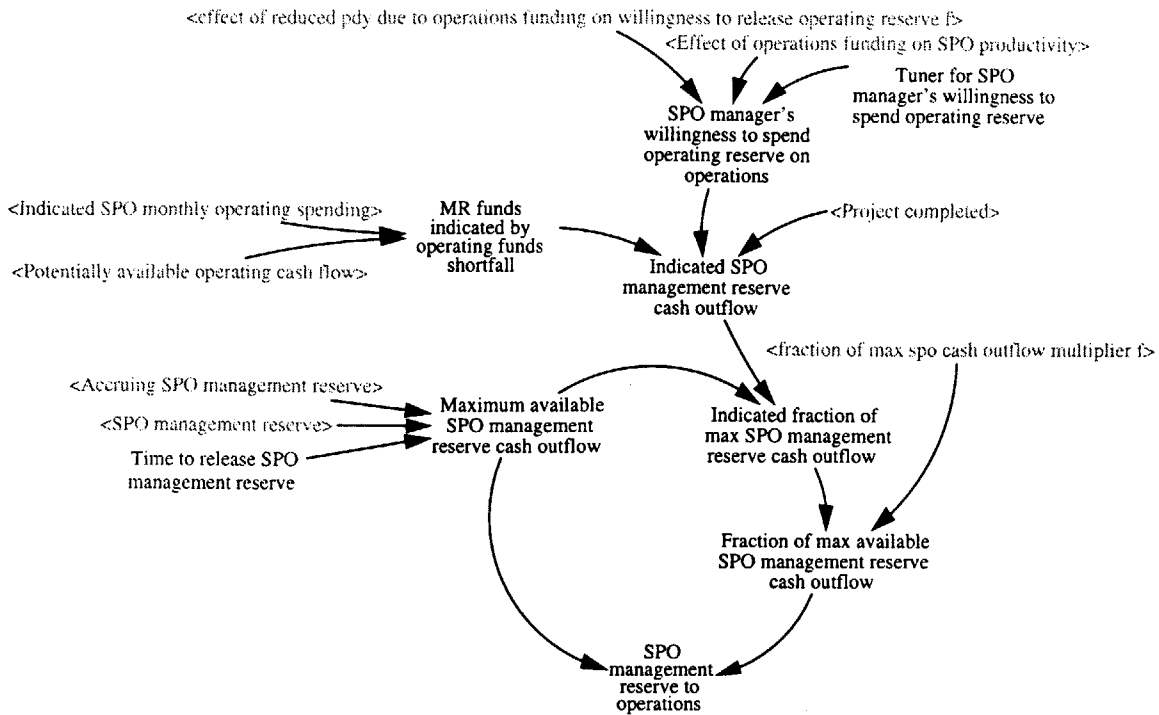 <effect of reduced pdy due to operations funding on willingness to release operating reserve f>
<Effect of operations funding on SPO productivity>
Tuner for SPO
manager's willingness to
spend operating reserve
SPO manager's
willingness to spend
operating reserve on
operations
<Indicated SPO monthly operating spending>
MR funds
indicated by
operating funds
shortfall
<Project completed>
<Potentially available operating cash flow>
Indicated SPO
management reserve
cash outflow
<fraction of max spo cash outflow multiplier f>
<Accruing SPO management reserve>
<SPO management reserve>
Time to release SPO
management reserve
Maximum available
SPO management
reserve cash outflow
Indicated fraction of
max SPO management
reserve cash outflow
Fraction of max available
SPO management reserve
cash outflow
SPO
management
reserve to
operations